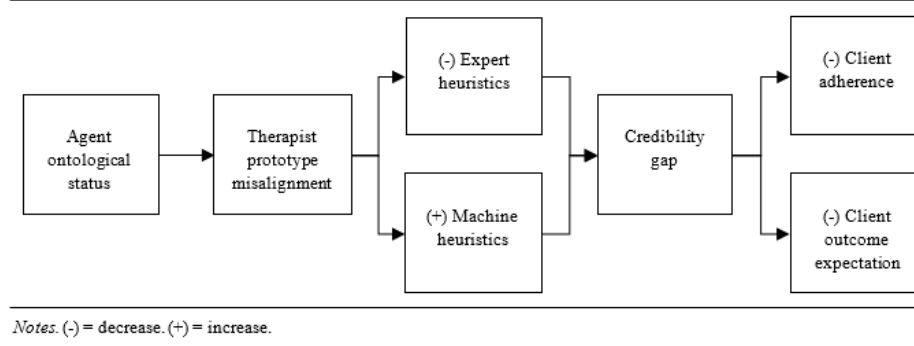 Agent
ontological
status
Therapist
prototype
misalignment
(-) Expert
heuristics
(+) Machine
heuristics
Credibility
gap
(-) Client
adherence
(-) Client
outcome
expectation
Notes. (-) = decrease. (+) = increase.